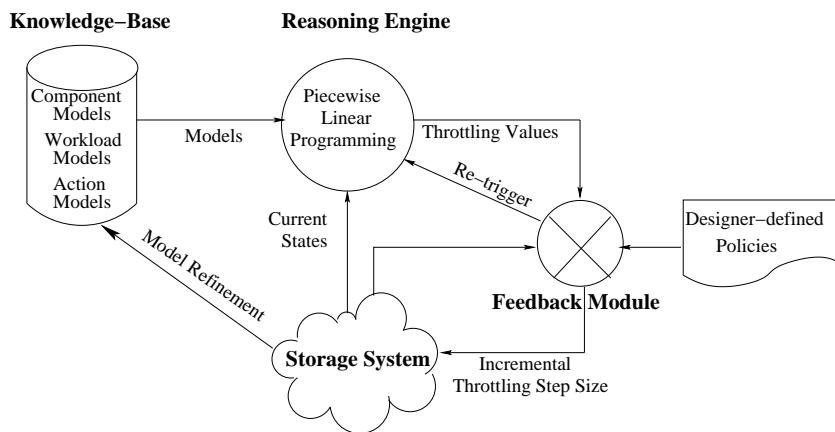 Knowledge−Base
Reasoning Engine
Component
Models
Workload
Models
Action
Models
Models
Piecewise
Linear
Programming
Throttling Values
Re−trigger
Current
States
Designer−defined
Policies
Model Refinement
Feedback Module
Storage System
Incremental
Throttling Step Size